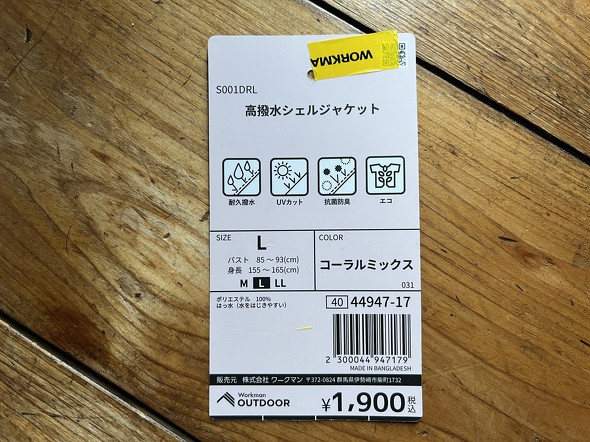 WORKMA
S001DRL
高撥水シェルジャケット
耐久撥水 UVカット 抗菌防臭 エコ
SIZE
L
バスト 85～93(cm)
身長 155～165(cm)
M L LL
COLOR
コーラルミックス
031
ポリエステル 100%
はっ水（水をはじきやすい）
40 44947-17
2 300044 947179
MADE IN BANGLADESH
販売元 株式会社 ワークマン 〒372-0824 群馬県伊勢崎市柴町1732
Workman
OUTDOOR
¥1,900税込